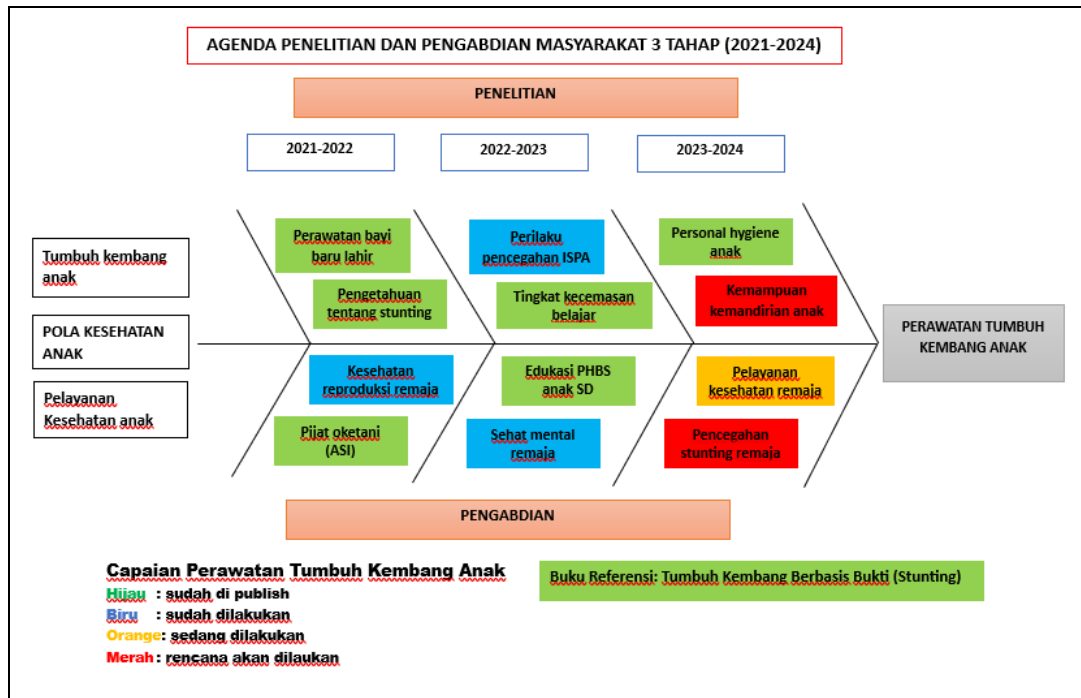 AGENDA PENELITIAN DAN PENGABDIAN MASYARAKAT 3 TAHAP (2021-2024)
PENELITIAN
2021-2022
2022-2023
2023-2024
Tumbuh kembang
anak
POLA KESEHATAN
ANAK
Pelayanan
Kesehatan anak
Perawatan bayi
baru lahir
Pengetahuan
tentang stunting
Perilaku
pencegahan ISPA
Tingkat kecemasan
belajar
Personal hygiene
anak
Kemampuan
kemandirian anak
Kesehatan
reproduksi remaja
Pijat oketani
(ASI)
Edukasi PHBS
anak SD
Sehat mental
remaja
Pelayanan
kesehatan remaja
Pencegahan
stunting remaja
PERAWATAN TUMBUH
KEMBANG ANAK
PENGABDIAN
Capaian Perawatan Tumbuh Kembang Anak
Hijau : sudah di publish
Biru : sudah dilakukan
Orange: sedang dilakukan
Merah : rencana akan dilaukan
Buku Referensi: Tumbuh Kembang Berbasis Bukti (Stunting)